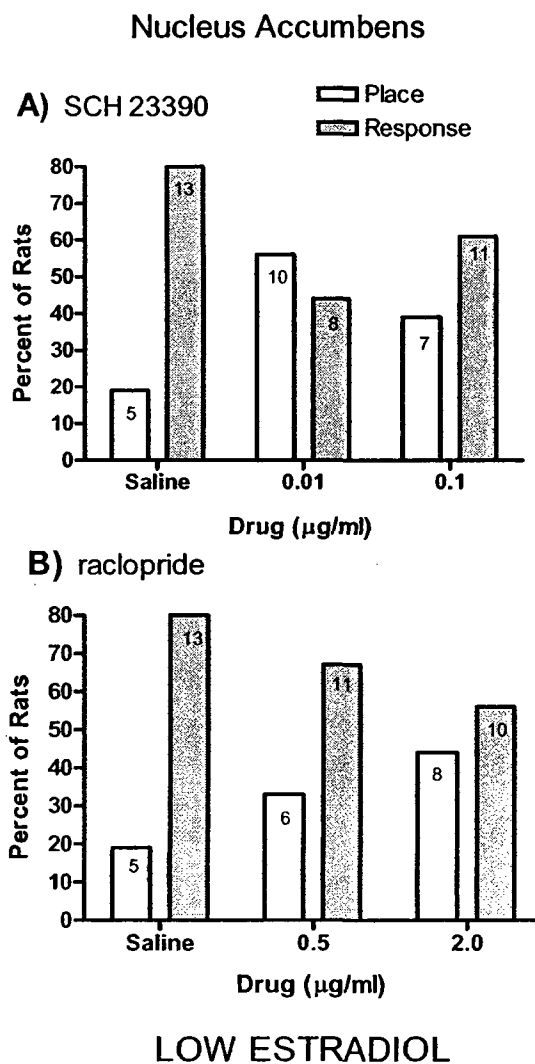 Nucleus Accumbens
A) SCH 23390
Place
Response
Percent of Rats
80
70
60
50
40
30
20
10
0
5
13
10
8
7
11
Saline 0.01 0.1
Drug (μg/ml)
B) raclopride
Percent of Rats
80
70
60
50
40
30
20
10
0
5
13
6
11
8
10
Saline 0.5 2.0
Drug (μg/ml)
LOW ESTRADIOL